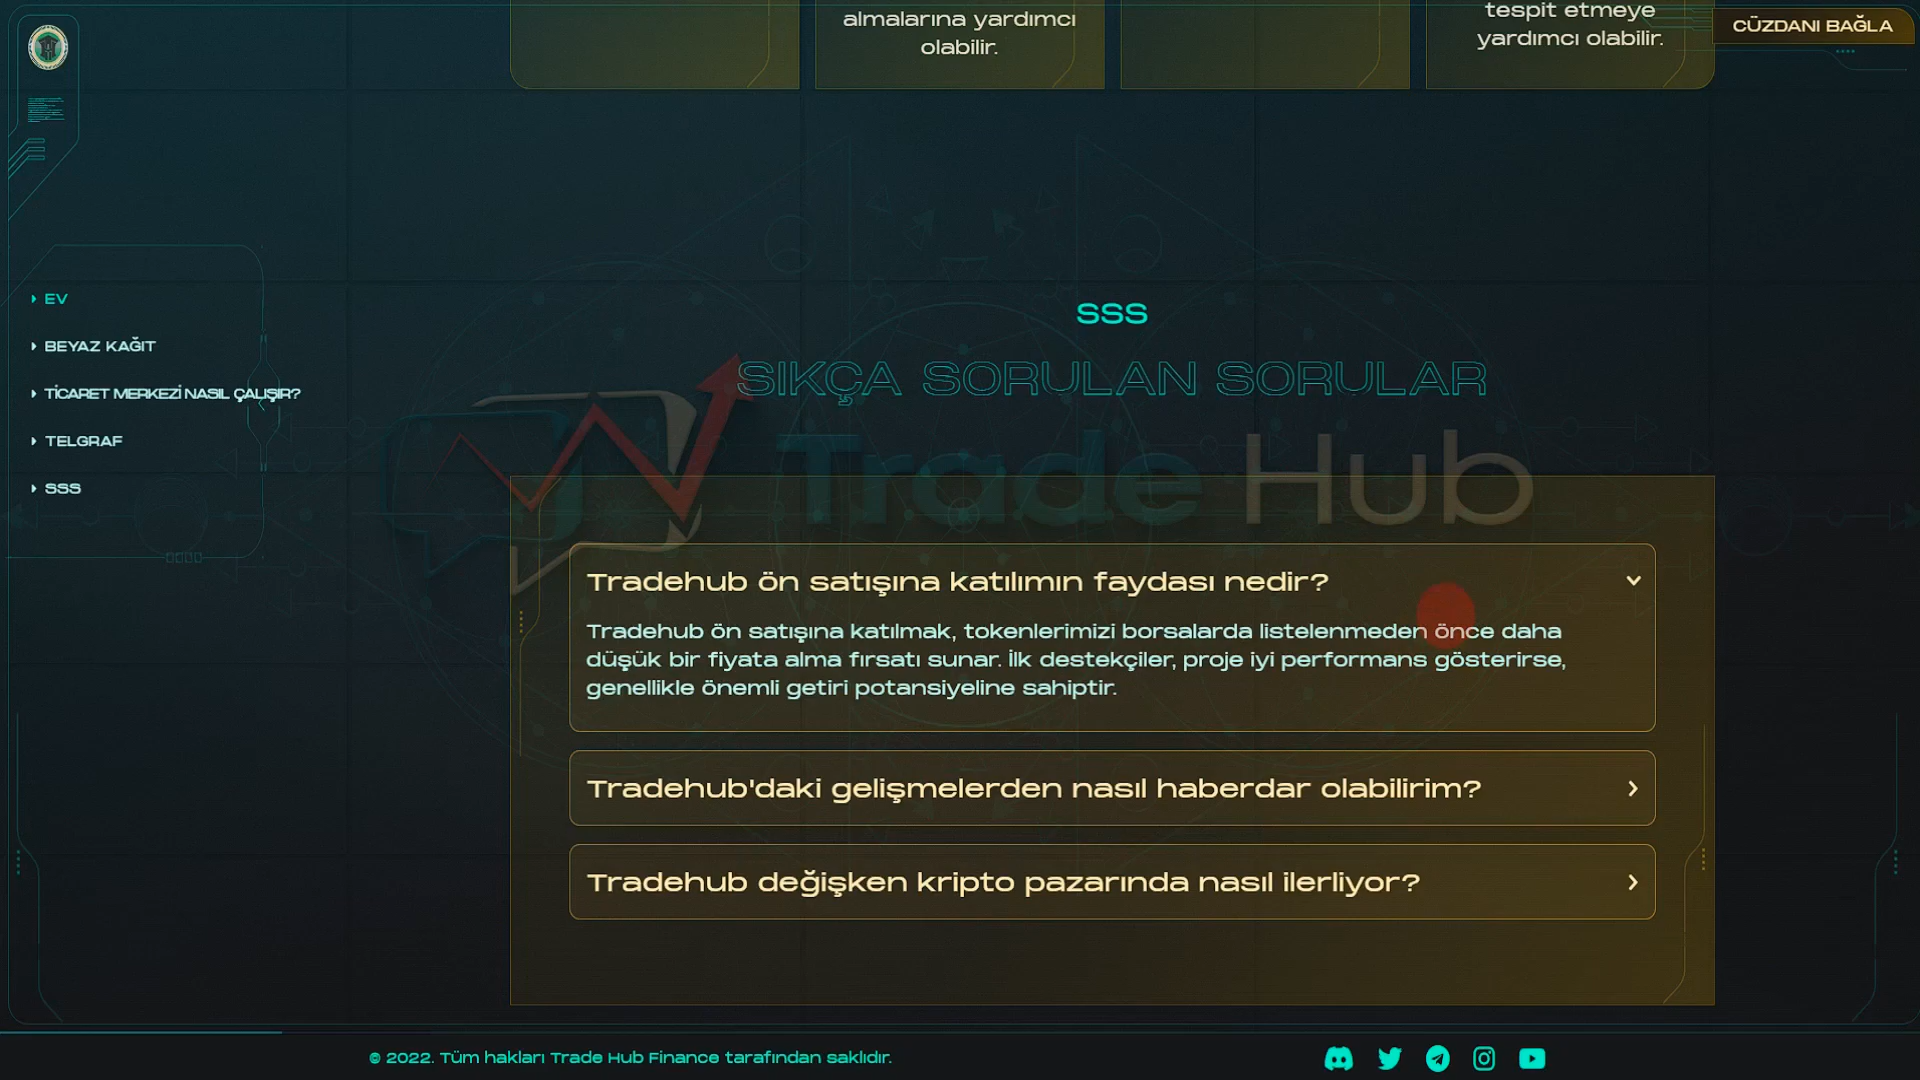 almalarına yardımcı
olabilir.
tespit etmeye
yardımcı olabilir.
CÜZDANI BAĞLA
EV
BEYAZ KAĞIT
TİCARET MERKEZİ NASIL ÇALIŞIR?
TELGRAF
SSS
SSS
SIKÇA SORULAN SORULAR
Trade Hub
Tradehub ön satışına katılımın faydası nedir?
Tradehub ön satışına katılmak, tokenlerimizi borsalarda listelenmeden önce daha
düşük bir fiyata alma fırsatı sunar. İlk destekçiler, proje iyi performans gösterirse,
genellikle önemli getiri potansiyeline sahiptir.
Tradehub'daki gelişmelerden nasıl haberdar olabilirim?
Tradehub değişken kripto pazarında nasıl ilerliyor?
© 2022. Tüm hakları Trade Hub Finance tarafından saklıdır.